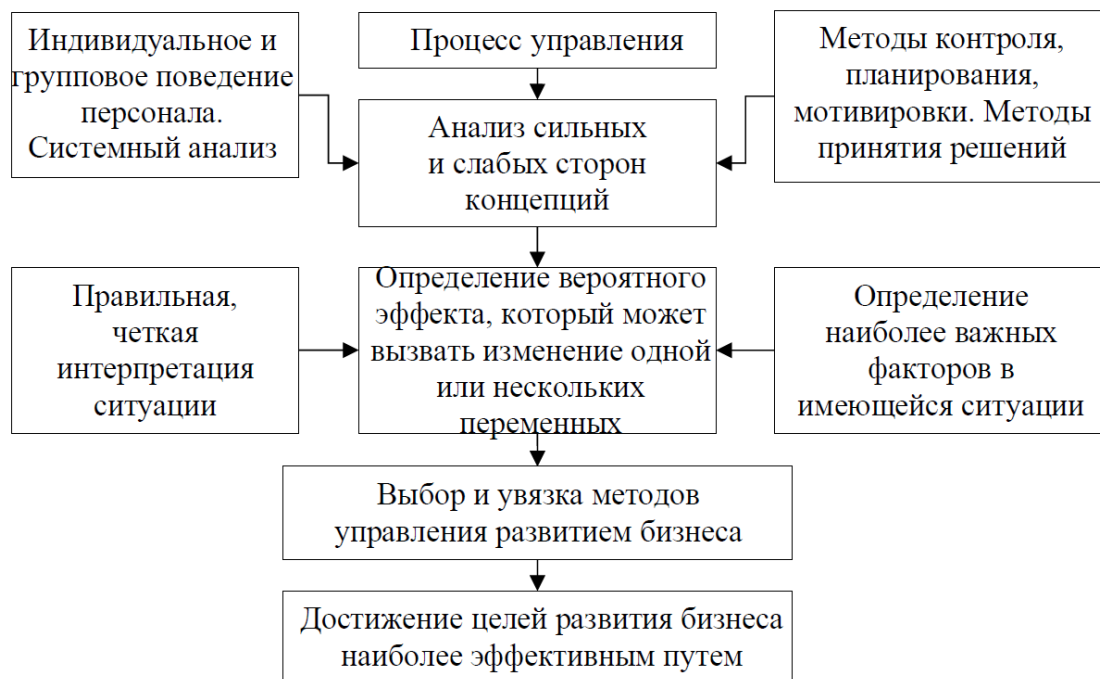 Индивидуальное и
групповое поведение
персонала.
Системный анализ
Процесс управления
Методы контроля,
планирования,
мотивировки. Методы
принятия решений
Анализ сильных
и слабых сторон
концепций
Правильная,
четкая
интерпретация
ситуации
Определение вероятного
эффекта, который может
вызвать изменение одной
или нескольких
переменных
Определение
наиболее важных
факторов в
имеющейся ситуации
Выбор и увязка методов
управления развитием бизнеса
Достижение целей развития бизнеса
наиболее эффективным путем